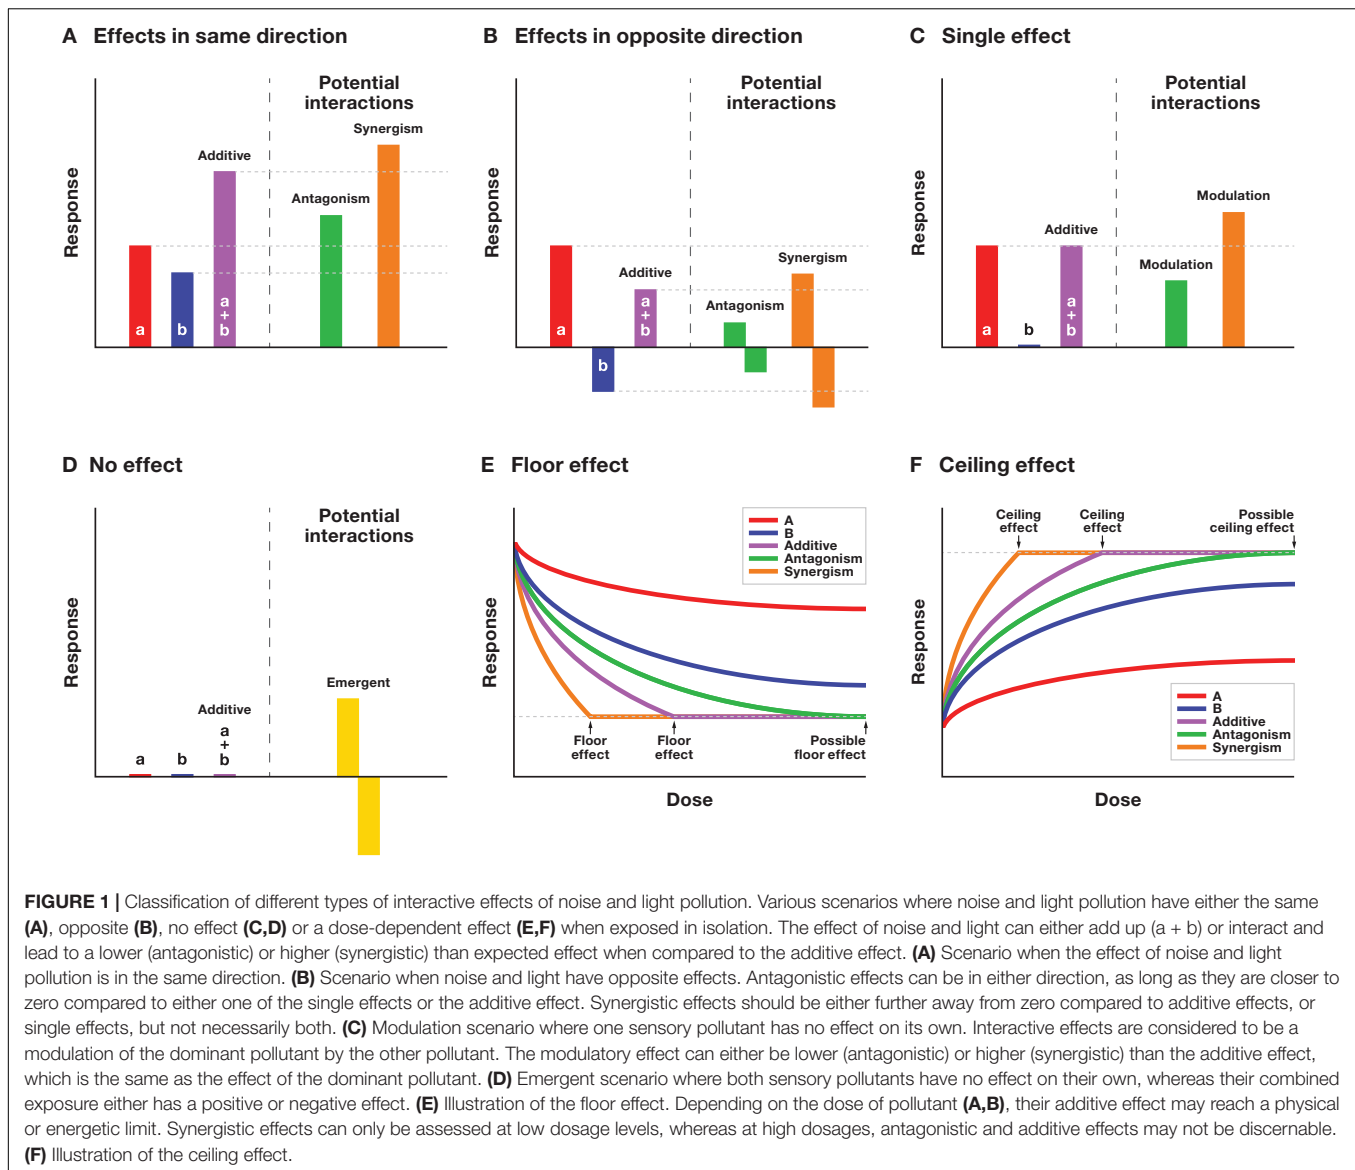 A Effects in same direction
Response
Potential
interactions
a
b
Additive
a
+
b
Antagonism
Synergism
B Effects in opposite direction
Response
Potential
interactions
a
b
Additive
a
+
b
Antagonism
Synergism
C Single effect
Response
Potential
interactions
a
b
Additive
a
+
b
Modulation
Modulation
D No effect
Response
Potential
interactions
a
b
Additive
a
+
b
Emergent
E Floor effect
Response
A
B
Additive
Antagonism
Synergism
Floor
effect
Floor
effect
Possible
floor effect
Dose
F Ceiling effect
Response
Ceiling
effect
Ceiling
effect
Possible
ceiling effect
A
B
Additive
Antagonism
Synergism
Dose
FIGURE 1 | Classification of different types of interactive effects of noise and light pollution. Various scenarios where noise and light pollution have either the same
(A), opposite (B), no effect (C,D) or a dose-dependent effect (E,F) when exposed in isolation. The effect of noise and light can either add up (a + b) or interact and
lead to a lower (antagonistic) or higher (synergistic) than expected effect when compared to the additive effect. (A) Scenario when the effect of noise and light
pollution is in the same direction. (B) Scenario when noise and light have opposite effects. Antagonistic effects can be in either direction, as long as they are closer to
zero compared to either one of the single effects or the additive effect. Synergistic effects should be either further away from zero compared to additive effects, or
single effects, but not necessarily both. (C) Modulation scenario where one sensory pollutant has no effect on its own. Interactive effects are considered to be a
modulation of the dominant pollutant by the other pollutant. The modulatory effect can either be lower (antagonistic) or higher (synergistic) than the additive effect,
which is the same as the effect of the dominant pollutant. (D) Emergent scenario where both sensory pollutants have no effect on their own, whereas their combined
exposure either has a positive or negative effect. (E) Illustration of the floor effect. Depending on the dose of pollutant (A,B), their additive effect may reach a physical
or energetic limit. Synergistic effects can only be assessed at low dosage levels, whereas at high dosages, antagonistic and additive effects may not be discernable.
(F) Illustration of the ceiling effect.